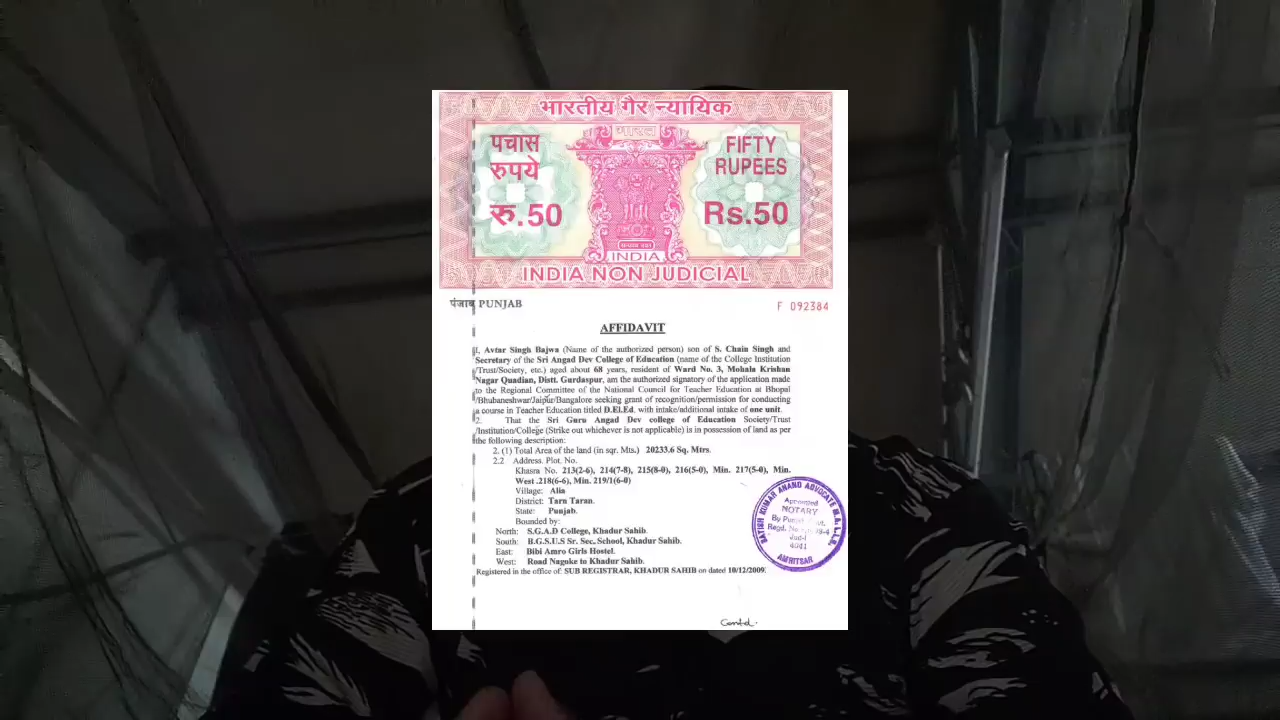 भारतीय गैर न्यायिक
भारत
पचास
रुपये
रु.50
FIFTY
RUPEES
Rs.50
सत्यमेव जयते
INDIA
INDIA NON JUDICIAL
पंजाब PUNJAB
F 092384
AFFIDAVIT
I, Avtar Singh Bajwa (Name of the authorized person) son of S. Chain Singh and
Secretary of the Sri Angad Dev College of Education (name of the College Institution
/Trust/Society, etc.) aged about 68 years, resident of Ward No. 3, Mohala Krishan
Nagar Quadian, Distt. Gurdaspur, am the authorized signatory of the application made
to the Regional Committee of the National Council for Teacher Education at Bhopal
/Bhubaneshwar/Jaipur/Bangalore seeking grant of recognition/permission for conducting
a course in Teacher Education titled D.El.Ed. with intake/additional intake of one unit.
2. That the Sri Guru Angad Dev college of Education Society/Trust
/Institution/College (Strike out whichever is not applicable) is in possession of land as per
the following description:
2. (1) Total Area of the land (in sqr. Mts.) 20233.6 Sq. Mtrs.
2.2 Address. Plot. No.
Khasra No. 213(2-6), 214(7-8), 215(8-0), 216(5-0), Min. 217(5-0), Min.
West .218(6-6), Min. 219/1(6-0)
Village: Alia
District: Tarn Taran.
State: Punjab.
Bounded by:
North: S.G.A.D College, Khadur Sahib.
South: B.G.S.U.S Sr. Sec. School, Khadur Sahib.
East: Bibi Amro Girls Hostel.
West: Road Nagoke to Khadur Sahib.
Registered in the office of: SUB REGISTRAR, KHADUR SAHIB on dated 10/12/2009.
SATISH KUMAR ANAND ADVOCATE B.A. L.L.B.
NOTARY
AMRITSAR
Contd.